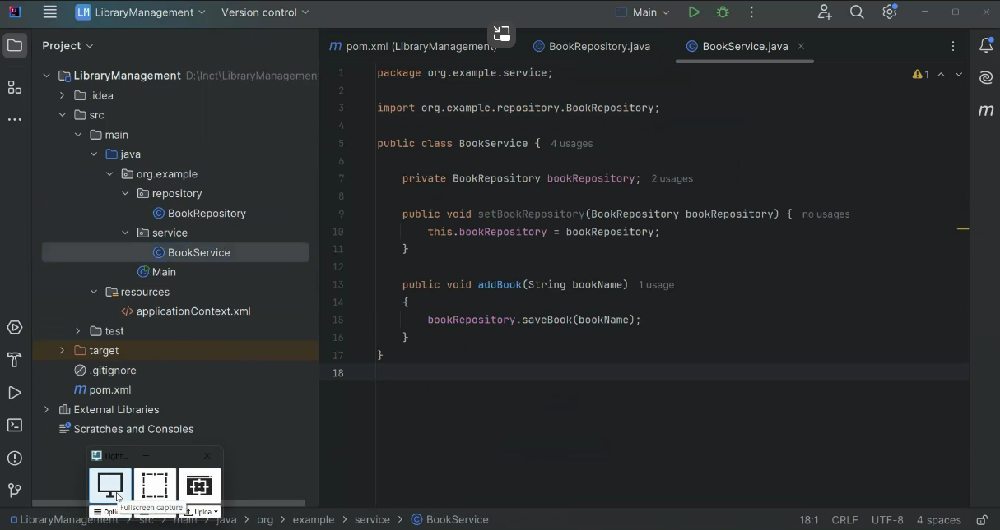 LM LibraryManagement Version control Main
Project
m pom.xml (LibraryManagement) BookRepository.java BookService.java
LibraryManagement D:\Inct\LibraryManagemen
.idea
src
main
java
org.example
repository
BookRepository
service
BookService
Main
resources
applicationContext.xml
test
target
.gitignore
m pom.xml
External Libraries
Scratches and Consoles
1 package org.example.service;
2
3 import org.example.repository.BookRepository;
4
5 public class BookService { 4 usages
6
7 private BookRepository bookRepository; 2 usages
8
9 public void setBookRepository(BookRepository bookRepository) { no usages
10 this.bookRepository = bookRepository;
11 }
12
13 public void addBook(String bookName) 1 usage
14 {
15 bookRepository.saveBook(bookName);
16 }
17 }
18
1
m
Light...
Fullscreen capture
Uploa
LibraryManagement > src > main > java > org > example > service > BookService 18:1 CRLF UTF-8 4 spaces